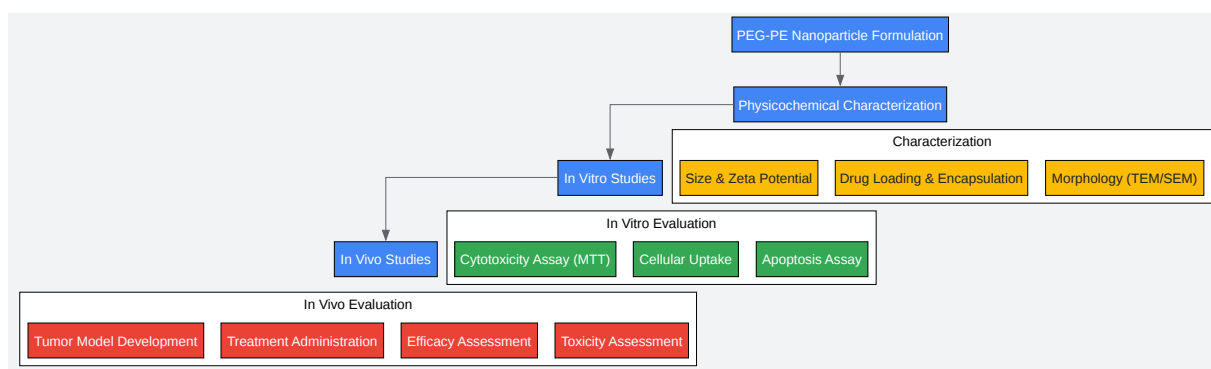 PEG-PE Nanoparticle Formulation
Physicochemical Characterization
Characterization
In Vitro Studies
Size & Zeta Potential
Drug Loading & Encapsulation
Morphology (TEM/SEM)
In Vitro Evaluation
In Vivo Studies
Cytotoxicity Assay (MTT)
Cellular Uptake
Apoptosis Assay
In Vivo Evaluation
Tumor Model Development
Treatment Administration
Efficacy Assessment
Toxicity Assessment